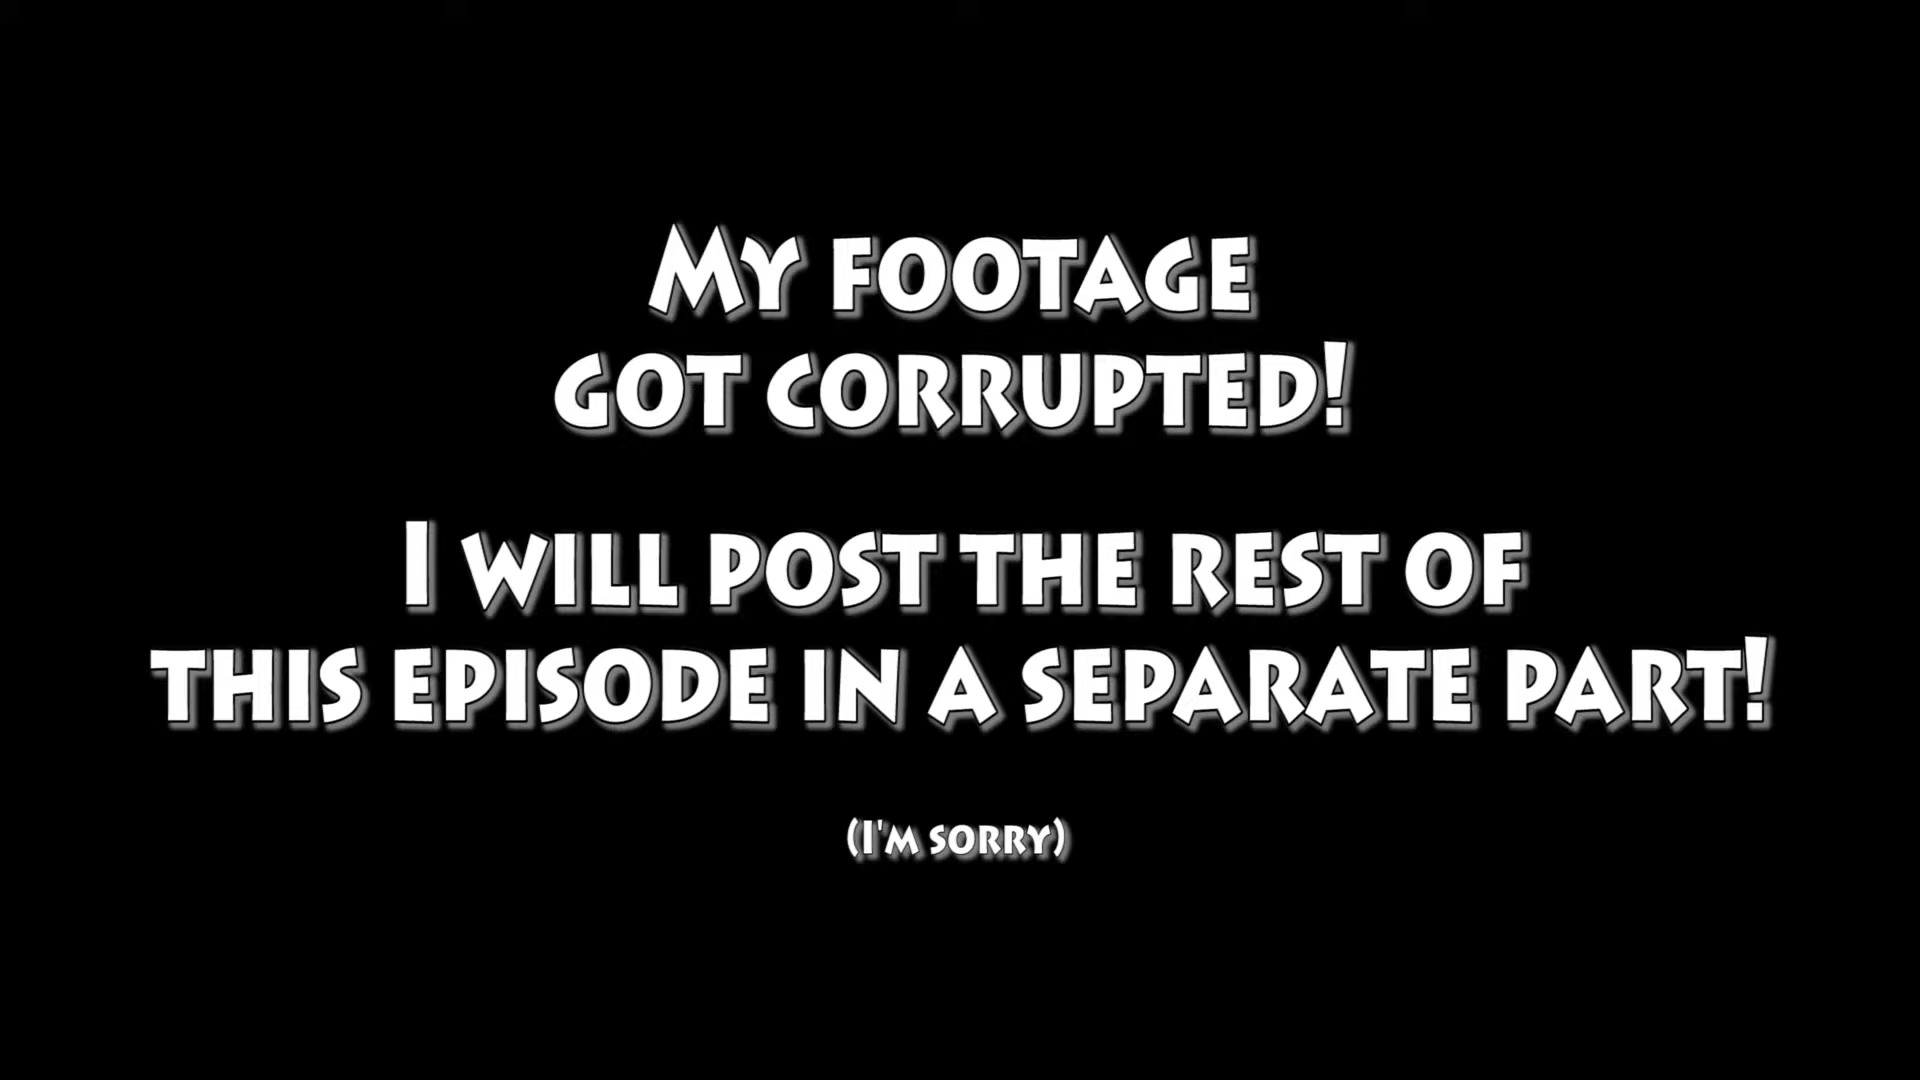 My footage
got corrupted!
I will post the rest of
this episode in a separate part!
(I'm sorry)